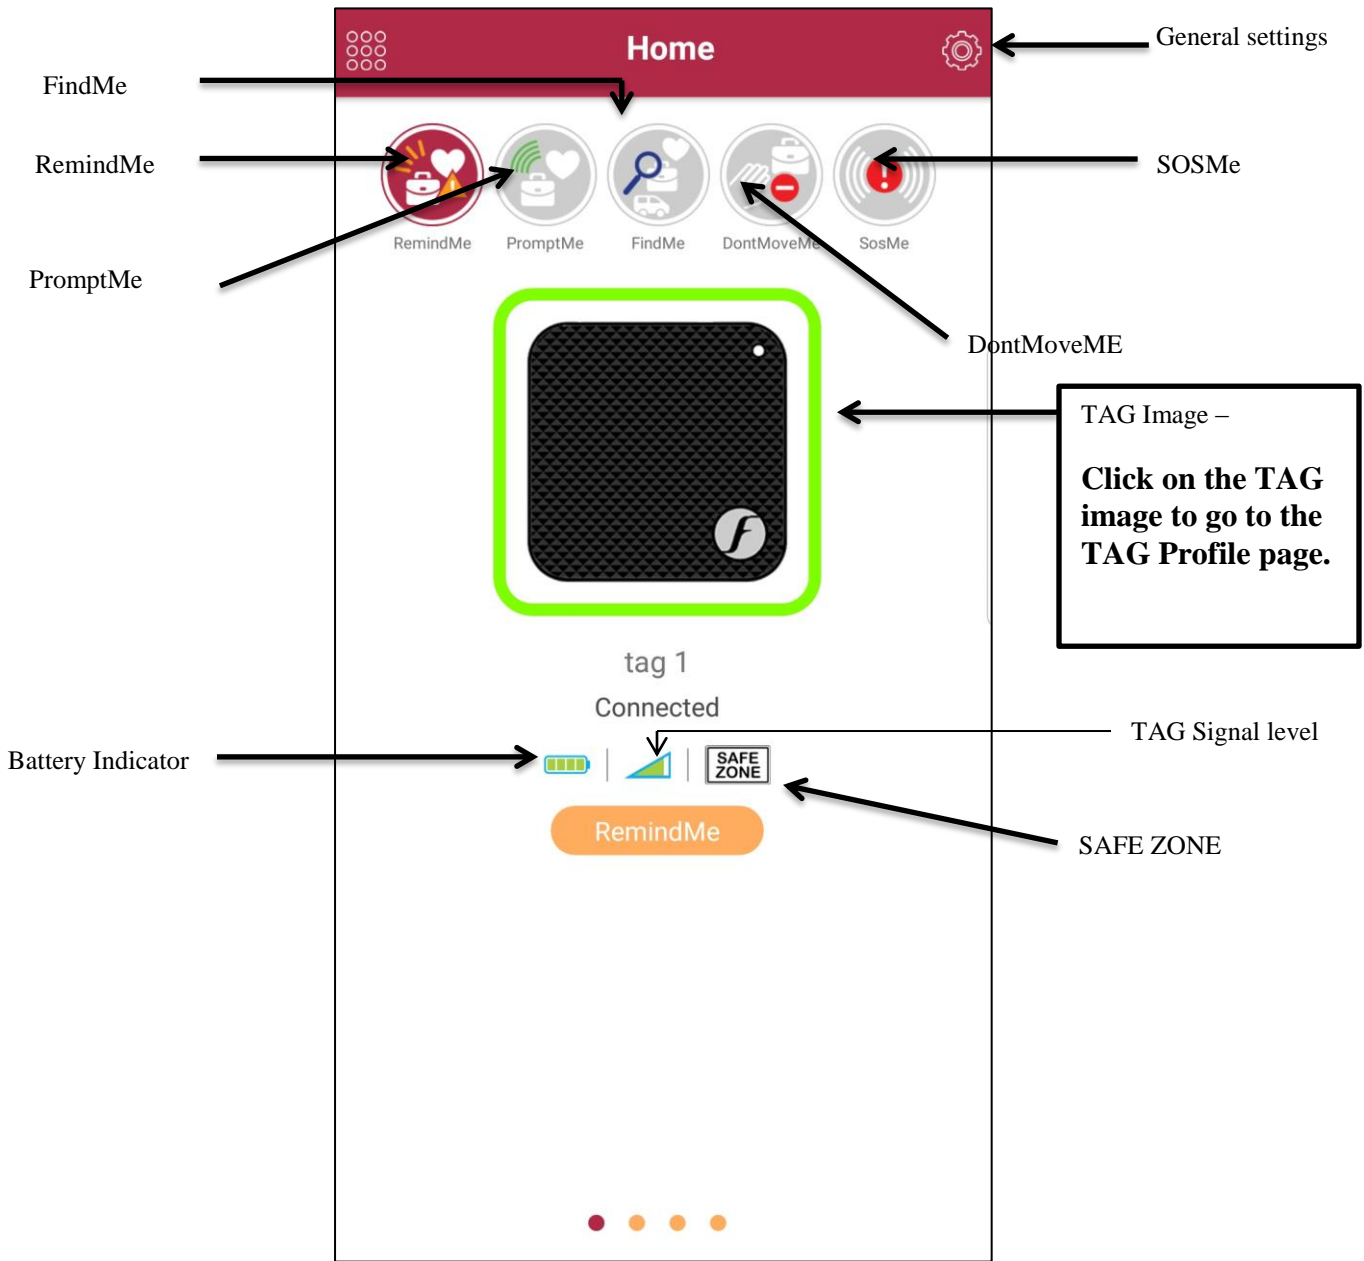 Home
General settings
FindMe
RemindMe
SOSMe
PromptMe
RemindMe PromptMe FindMe DontMoveMe SosMe
DontMoveME
TAG Image –
Click on the TAG
image to go to the
TAG Profile page.
f
tag 1
Connected
TAG Signal level
Battery Indicator
SAFE
ZONE
RemindMe
SAFE ZONE